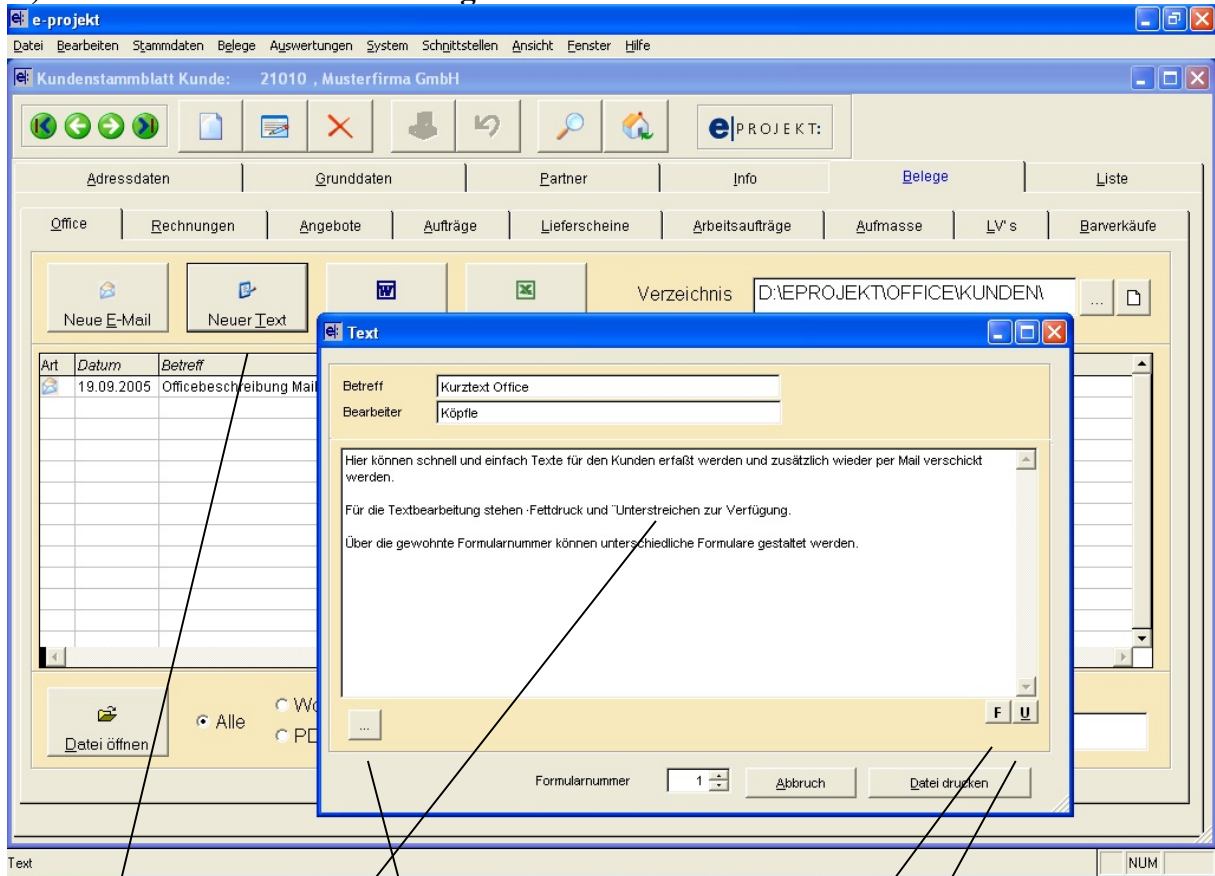 e-projekt
Datei Bearbeiten Stammdaten Belege Auswertungen System Schnittstellen Ansicht Fenster Hilfe
Kundenstammblatt Kunde: 21010 , Musterfirma GmbH
e|PROJEKT:
Adressdaten Grunddaten Partner Info Belege Liste
Office Rechnungen Angebote Aufträge Lieferscheine Arbeitsaufträge Aufmasse LV's Barverkäufe
Neue E-Mail Neuer Text Verzeichnis D:\EPROJEKT\OFFICE\KUNDEN\ ...
Art Datum Betreff
19.09.2005 Officebeschreibung Mail
Text
Betreff Kurztext Office
Bearbeiter Köpfle
Hier können schnell und einfach Texte für den Kunden erfaßt werden und zusätzlich wieder per Mail verschickt
werden.
Für die Textbearbeitung stehen ·Fettdruck und ¨Unterstreichen zur Verfügung.
Über die gewohnte Formularnummer können unterschiedliche Formulare gestaltet werden.
... F U
Formularnummer 1 Abbruch Datei drucken
Datei öffnen Alle
Text NUM